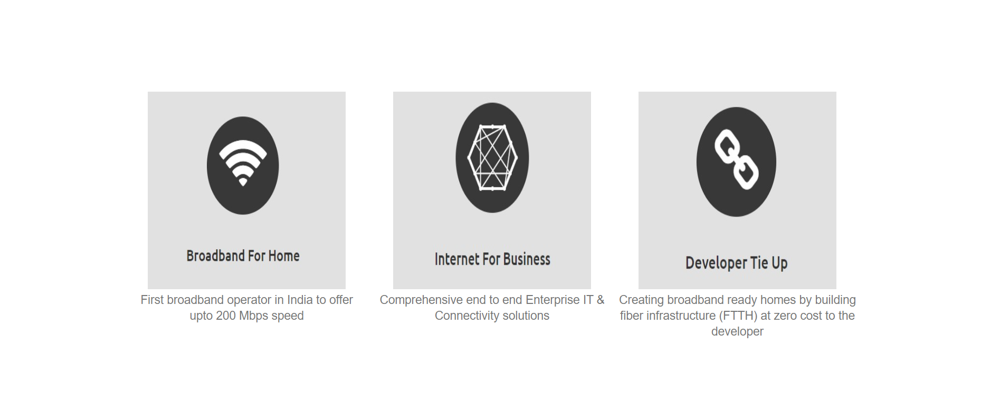 Broadband For Home
First broadband operator in India to offer
upto 200 Mbps speed
Internet For Business
Comprehensive end to end Enterprise IT &
Connectivity solutions
Developer Tie Up
Creating broadband ready homes by building
fiber infrastructure (FTTH) at zero cost to the
developer